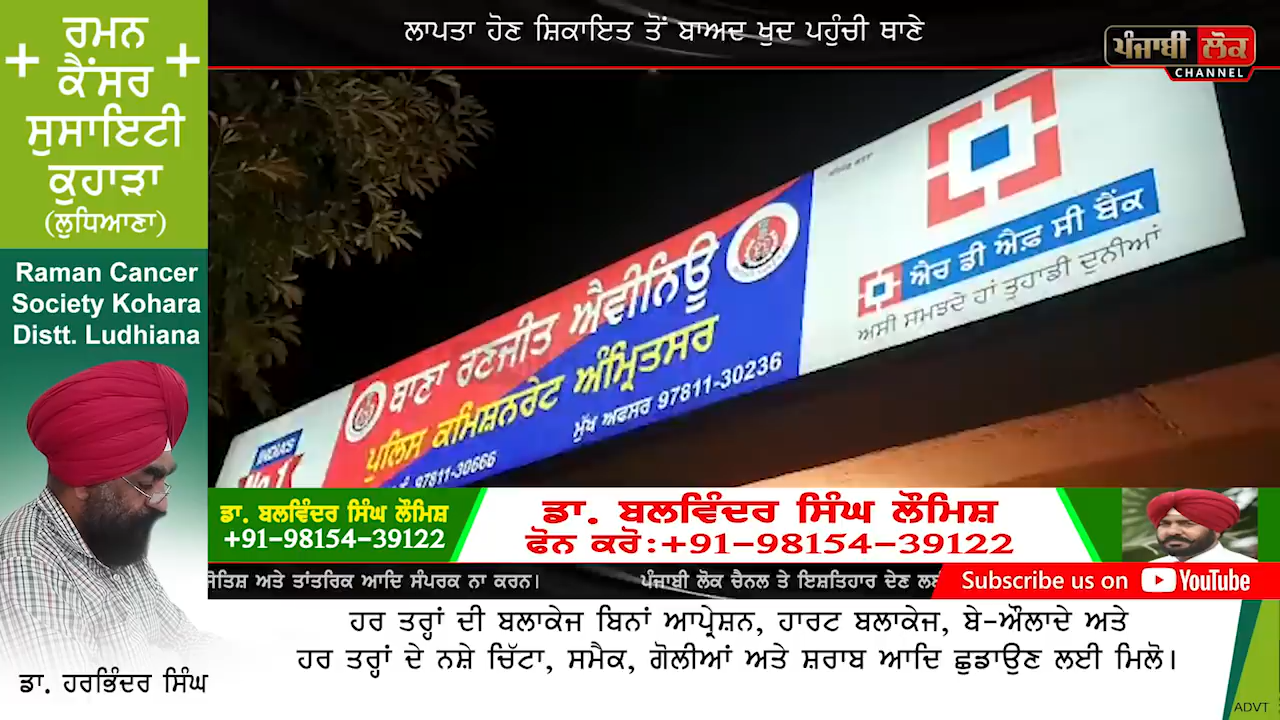 ਲਾਪਤਾ ਹੋਣ ਸ਼ਿਕਾਇਤ ਤੋਂ ਬਾਅਦ ਖੁਦ ਪਹੁੰਚੀ ਥਾਣੇ
ਪੰਜਾਬੀ ਲੋਕ
CHANNEL
+ ਰਮਨ +
ਕੈਂਸਰ
ਸੁਸਾਇਟੀ
ਕੁਹਾੜਾ
(ਲੁਧਿਆਣਾ)
Raman Cancer
Society Kohara
Distt. Ludhiana
ਡਾ. ਹਰਭਿੰਦਰ ਸਿੰਘ
INDIA'S
No.1
ਥਾਣਾ ਰਣਜੀਤ ਐਵੀਨਿਊ
ਪੁਲਿਸ ਕਮਿਸ਼ਨਰੇਟ ਅੰਮ੍ਰਿਤਸਰ
ਮੁੱਖ ਅਫਸਰ 97811-30236
97811-30666
ਐਚ ਡੀ ਐਫ਼ ਸੀ ਬੈਂਕ
ਅਸੀ ਸਮਝਦੇ ਹਾਂ ਤੁਹਾਡੀ ਦੁਨੀਆਂ
ਡਾ. ਬਲਵਿੰਦਰ ਸਿੰਘ ਲੌਮਿਸ਼
+91-98154-39122
ਡਾ. ਬਲਵਿੰਦਰ ਸਿੰਘ ਲੌਮਿਸ਼
ਫੋਨ ਕਰੋ:+91-98154-39122
ਜੋਤਿਸ਼ ਅਤੇ ਤਾਂਤਰਿਕ ਆਦਿ ਸੰਪਰਕ ਨਾ ਕਰਨ। ਪੰਜਾਬੀ ਲੋਕ ਚੈਨਲ ਤੇ ਇਸ਼ਤਿਹਾਰ ਦੇਣ
Subscribe us on YouTube
ਹਰ ਤਰ੍ਹਾਂ ਦੀ ਬਲਾਕੇਜ ਬਿਨਾਂ ਆਪ੍ਰੇਸ਼ਨ, ਹਾਰਟ ਬਲਾਕੇਜ, ਬੇ-ਔਲਾਦੇ ਅਤੇ
ਹਰ ਤਰ੍ਹਾਂ ਦੇ ਨਸ਼ੇ ਚਿੱਟਾ, ਸਮੈਕ, ਗੋਲੀਆਂ ਅਤੇ ਸ਼ਰਾਬ ਆਦਿ ਛੁਡਾਉਣ ਲਈ ਮਿਲੋ।
ADVT